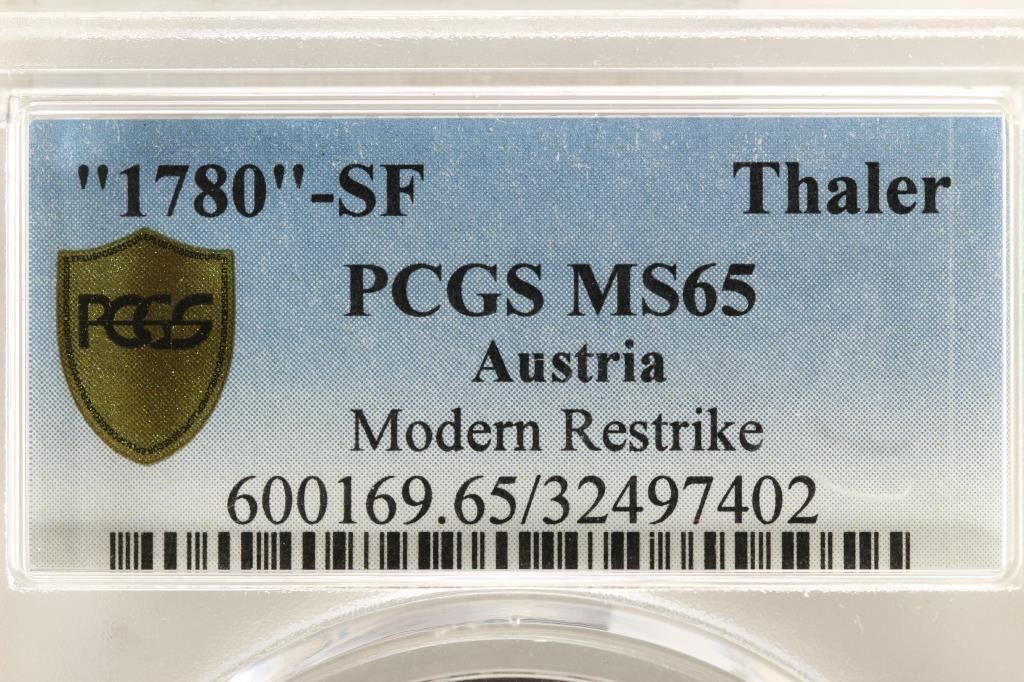 "1780"-SF Thaler
PCGS MS65
Austria
Modern Restrike
600169.65/32497402
PCGS